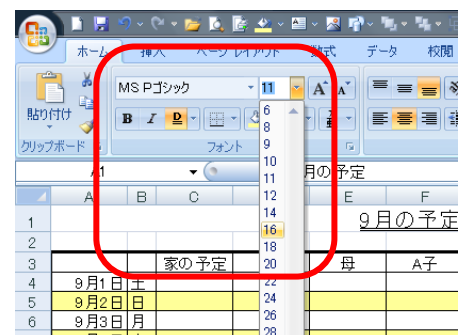 ホーム 挿入 ページ レイアウト 数式 データ 校閲
MS Pゴシック 11 A A
貼り付け
B I D
クリップボード フォント
A1 月の予定
6
8
9
10
11
12
14
16
18
20
22
24
26
28
A B C E F
1 9月の予定
2
3 家の予定 母 A子
4 9月1日 土
5 9月2日 日
6 9月3日 月